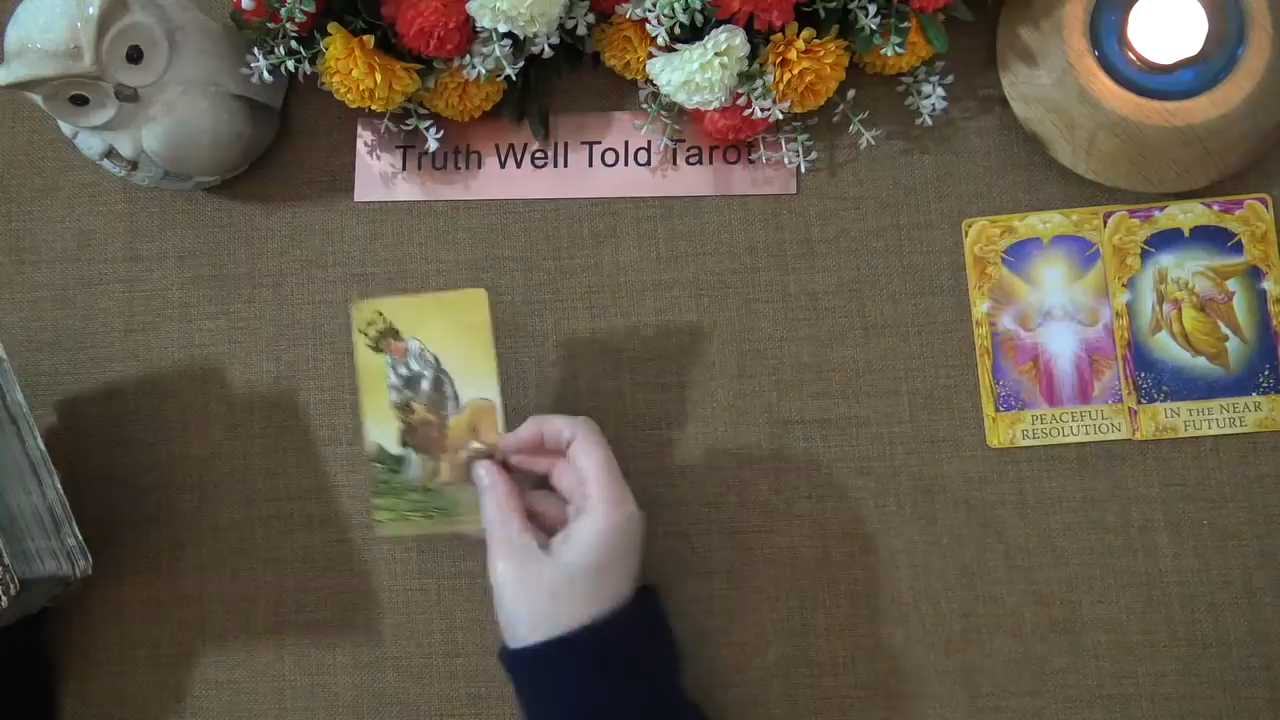 Truth Well Told Tarot
PEACEFUL
RESOLUTION
IN THE NEAR
FUTURE